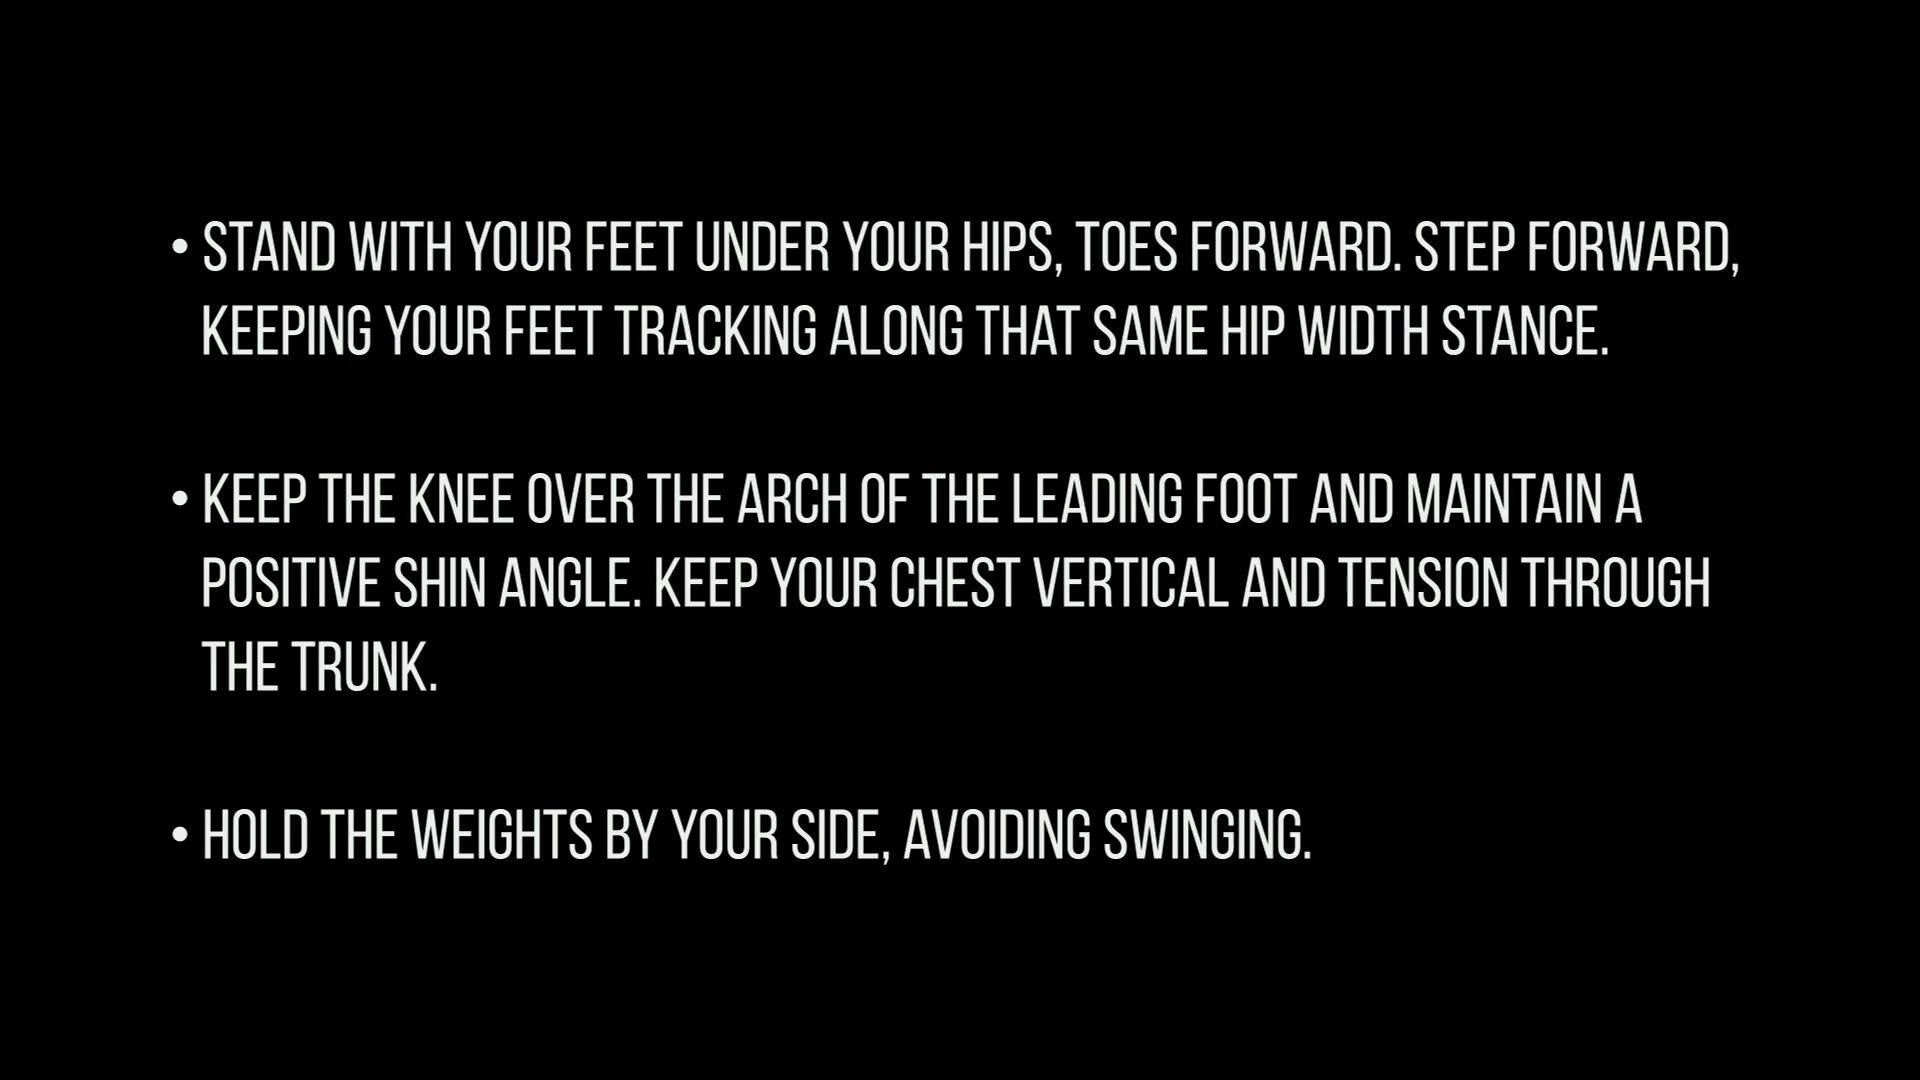 • STAND WITH YOUR FEET UNDER YOUR HIPS, TOES FORWARD. STEP FORWARD,
KEEPING YOUR FEET TRACKING ALONG THAT SAME HIP WIDTH STANCE.
• KEEP THE KNEE OVER THE ARCH OF THE LEADING FOOT AND MAINTAIN A
POSITIVE SHIN ANGLE. KEEP YOUR CHEST VERTICAL AND TENSION THROUGH
THE TRUNK.
• HOLD THE WEIGHTS BY YOUR SIDE, AVOIDING SWINGING.